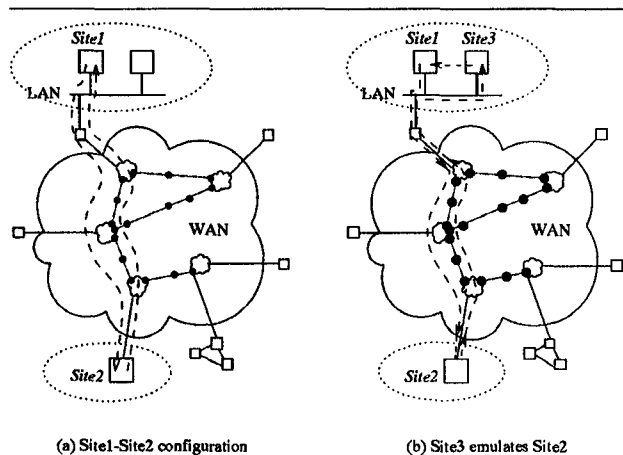 Site1
LAN
WAN
Site2
(a) Site1-Site2 configuration
Site1 Site3
LAN
WAN
Site2
(b) Site3 emulates Site2